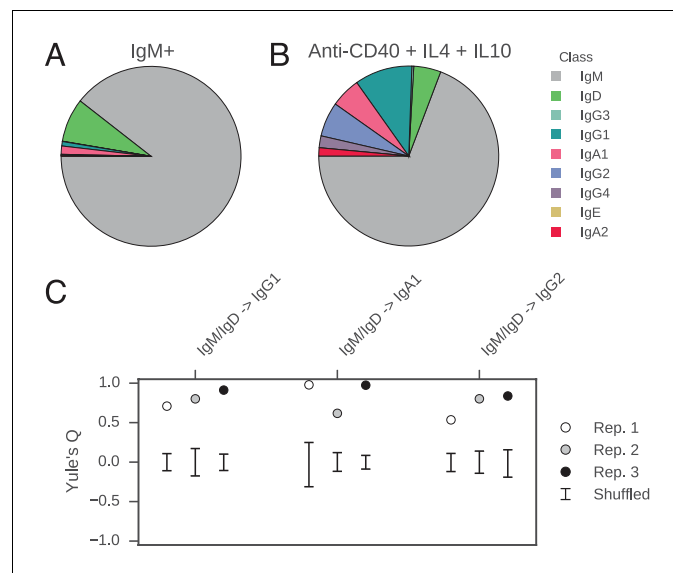 A
IgM+
B
Anti-CD40 + IL4 + IL10
Class
IgM
IgD
IgG3
IgG1
IgA1
IgG2
IgG4
IgE
IgA2
C
IgM/IgD -> IgG1
IgM/IgD -> IgA1
IgM/IgD -> IgG2
Yule's Q
1.0
0.5
0.0
−0.5
−1.0
Rep. 1
Rep. 2
Rep. 3
Shuffled